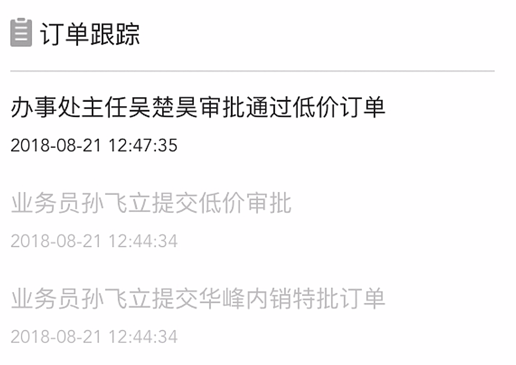 订单跟踪
办事处主任吴楚昊审批通过低价订单
2018-08-21 12:47:35
业务员孙飞立提交低价审批
2018-08-21 12:44:34
业务员孙飞立提交华峰内销特批订单
2018-08-21 12:44:34